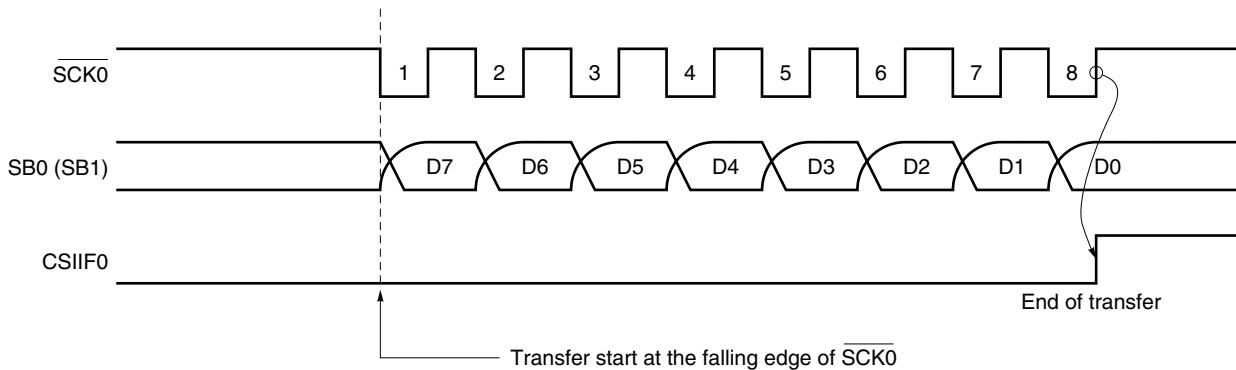 SCK0 1 2 3 4 5 6 7 8
SB0 (SB1) D7 D6 D5 D4 D3 D2 D1 D0
CSIIF0
End of transfer
Transfer start at the falling edge of SCK0